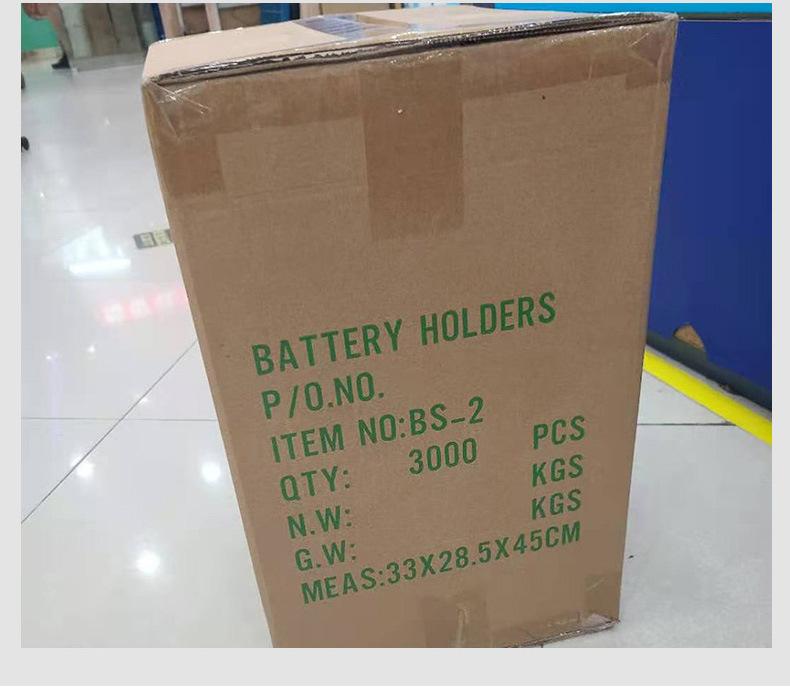 BATTERY HOLDERS
P/O.NO.
ITEM NO:BS-2
QTY: 3000 PCS
N.W: KGS
G.W: KGS
MEAS:33X28.5X45CM